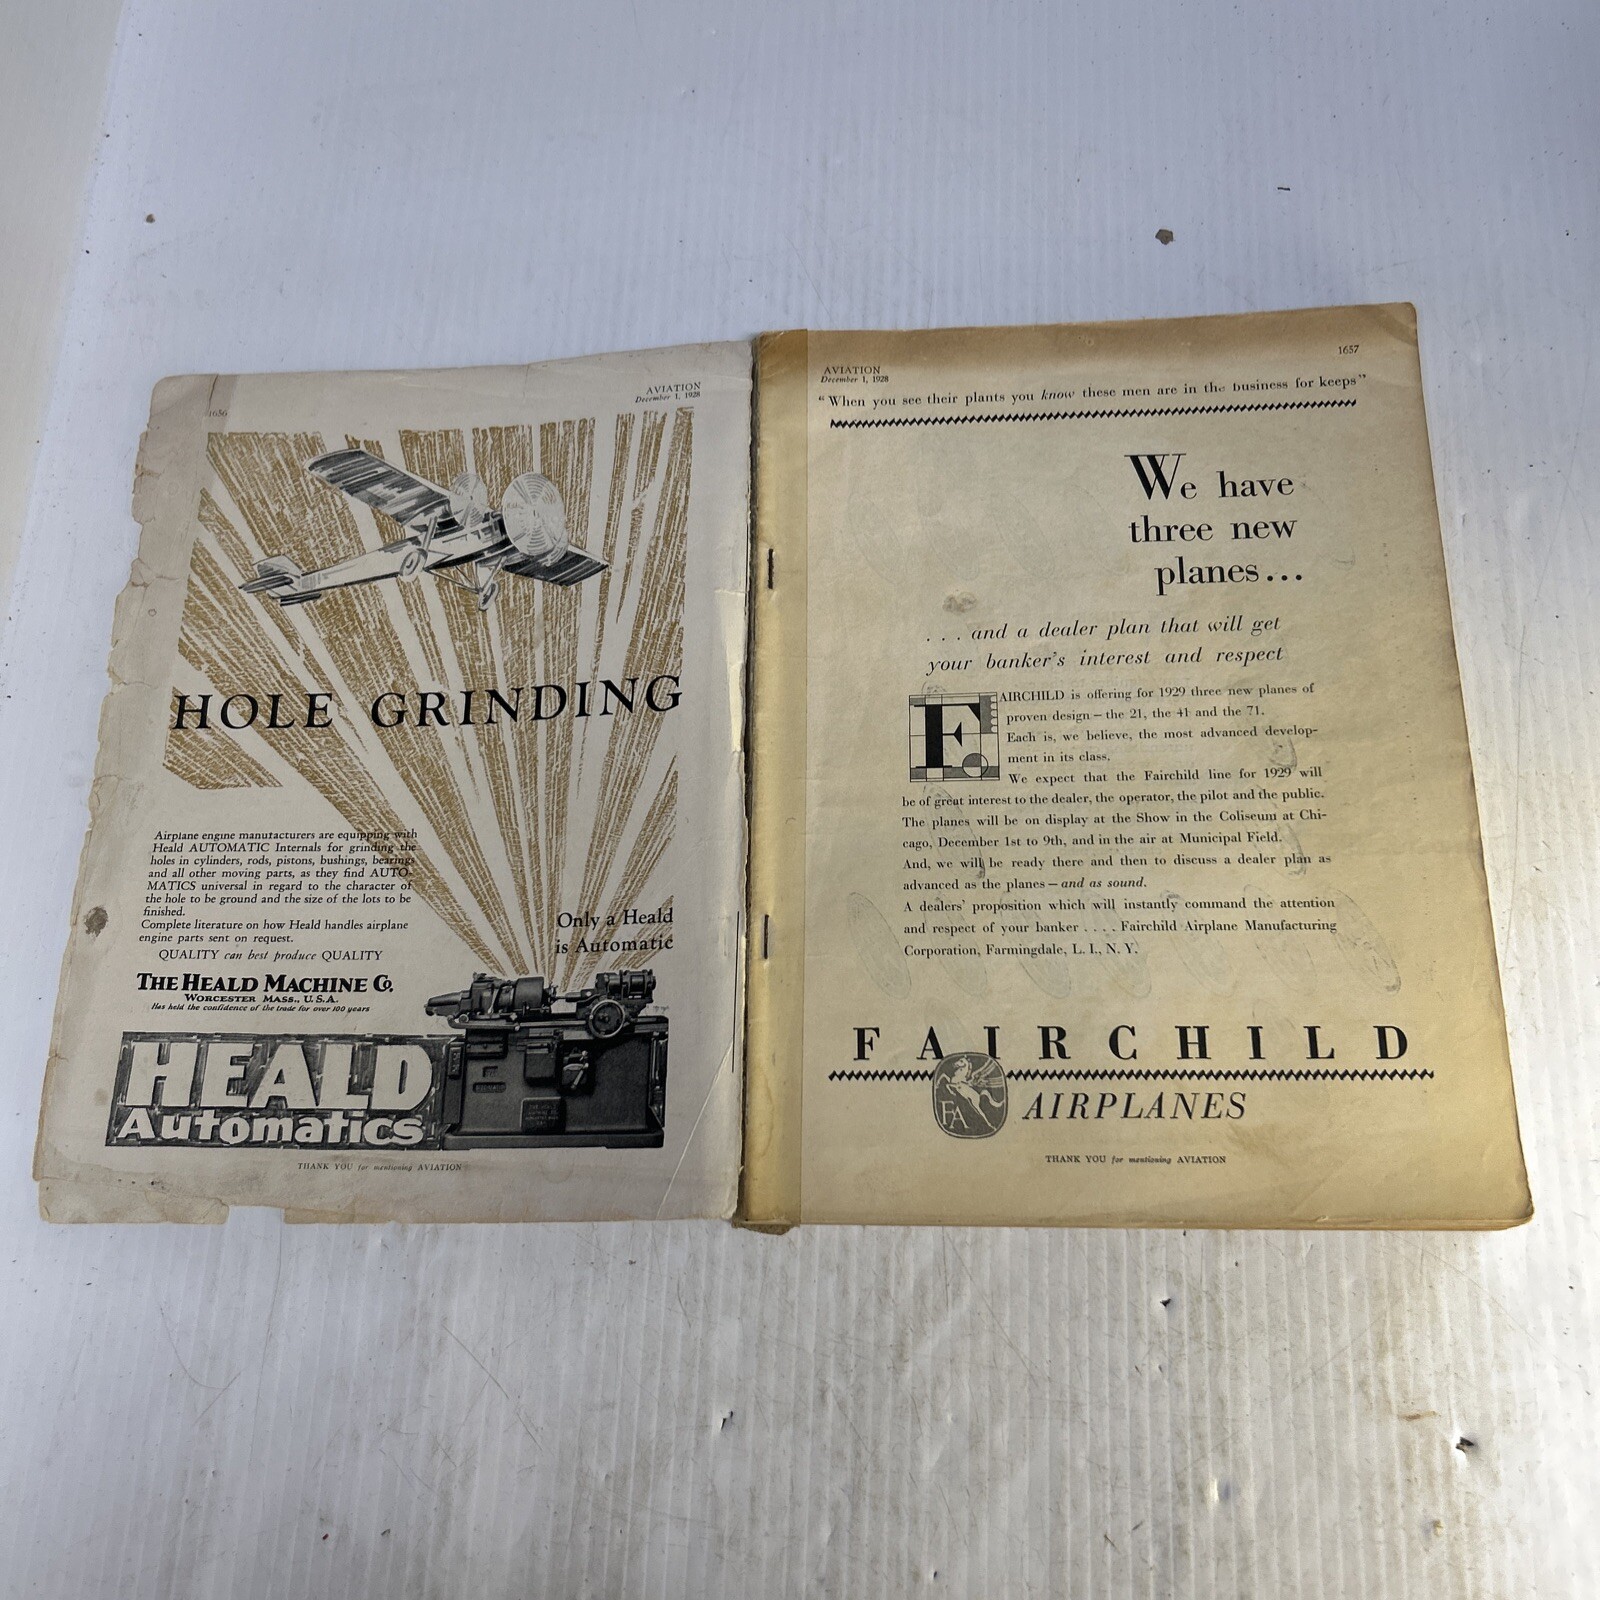 1656
AVIATION
December 1, 1928
HOLE GRINDING
Airplane engine manufacturers are equipping with
Heald AUTOMATIC Internals for grinding the
holes in cylinders, rods, pistons, bushings, bearings
and all other moving parts, as they find AUTO-
MATICS universal in regard to the character of
the hole to be ground and the size of the lots to be
finished.
Complete literature on how Heald handles airplane
engine parts sent on request.
QUALITY can best produce QUALITY
Only a Heald
is Automatic
THE HEALD MACHINE CO.
WORCESTER MASS., U.S.A.
Has held the confidence of the trade for over 100 years
HEALD
Automatics
THANK YOU for mentioning AVIATION
AVIATION
December 1, 1928
1657
"When you see their plants you know these men are in the business for keeps"
We have
three new
planes...
. . . and a dealer plan that will get
your banker's interest and respect
FAIRCHILD is offering for 1929 three new planes of
proven design — the 21, the 41 and the 71.
Each is, we believe, the most advanced develop-
ment in its class.
We expect that the Fairchild line for 1929 will
be of great interest to the dealer, the operator, the pilot and the public.
The planes will be on display at the Show in the Coliseum at Chi-
cago, December 1st to 9th, and in the air at Municipal Field.
And, we will be ready there and then to discuss a dealer plan as
advanced as the planes — and as sound.
A dealers' proposition which will instantly command the attention
and respect of your banker . . . . Fairchild Airplane Manufacturing
Corporation, Farmingdale, L. I., N. Y.
FAIRCHILD
FA
AIRPLANES
THANK YOU for mentioning AVIATION